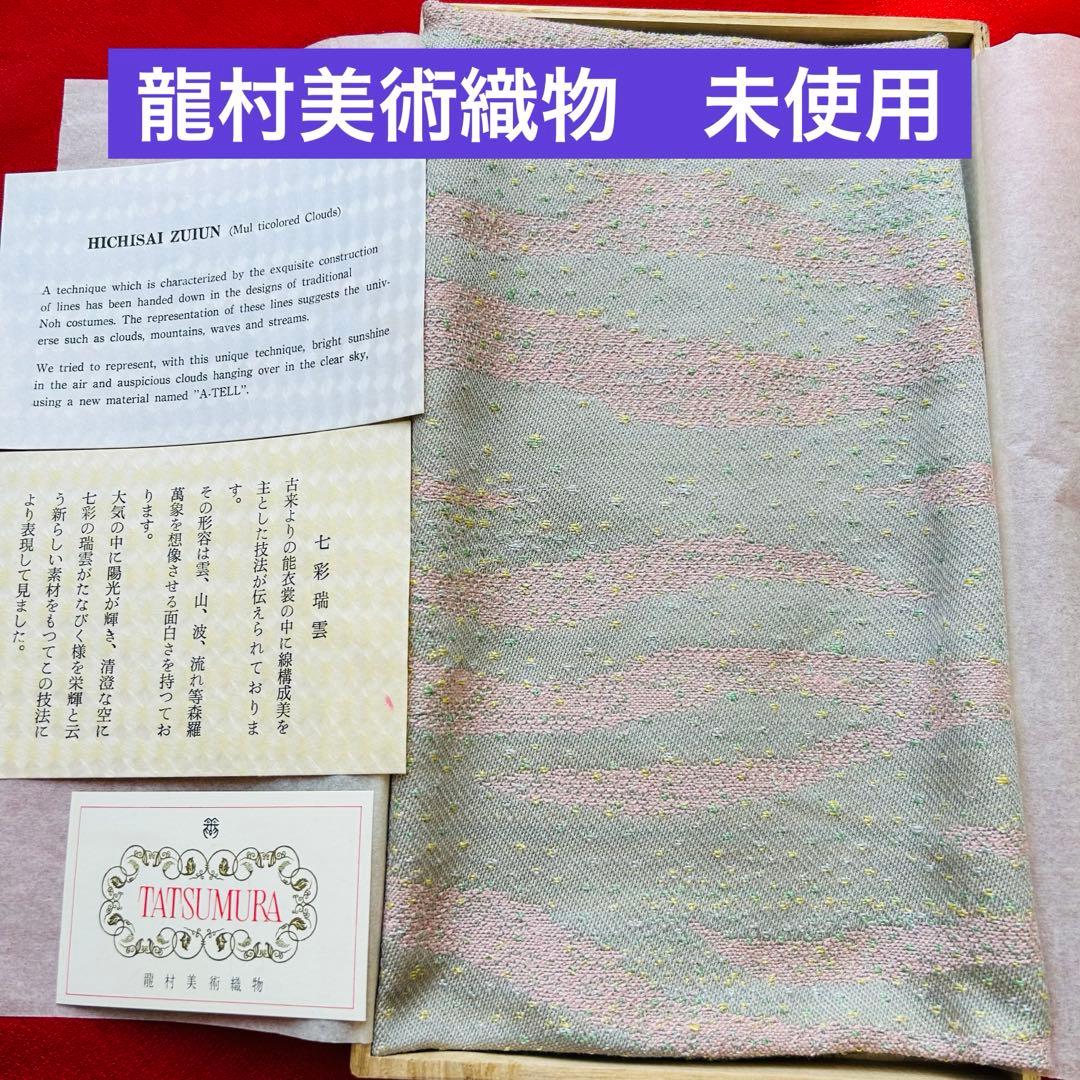 龍村美術織物　未使用
HICHISAI ZUIUN (Mul ticolored Clouds)
A technique which is characterized by the exquisite construction
of lines has been handed down in the designs of traditional
Noh costumes. The representation of these lines suggests the univ-
erse such as clouds, mountains, waves and streams.
We tried to represent, with this unique technique, bright sunshine
in the air and auspicious clouds hanging over in the clear sky,
using a new material named "A-TELL".
七彩瑞雲
古来よりの能衣裳の中に線構成美を
主とした技法が伝えられておりま
す。
その形容は雲、山、波、流れ等森羅
萬象を想像させる面白さを持つてお
ります。
大気の中に陽光が輝き、清澄な空に
七彩の瑞雲がたなびく様を栄輝と云
う新らしい素材をもつてこの技法に
より表現して見ました。
TATSUMURA
龍村美術織物